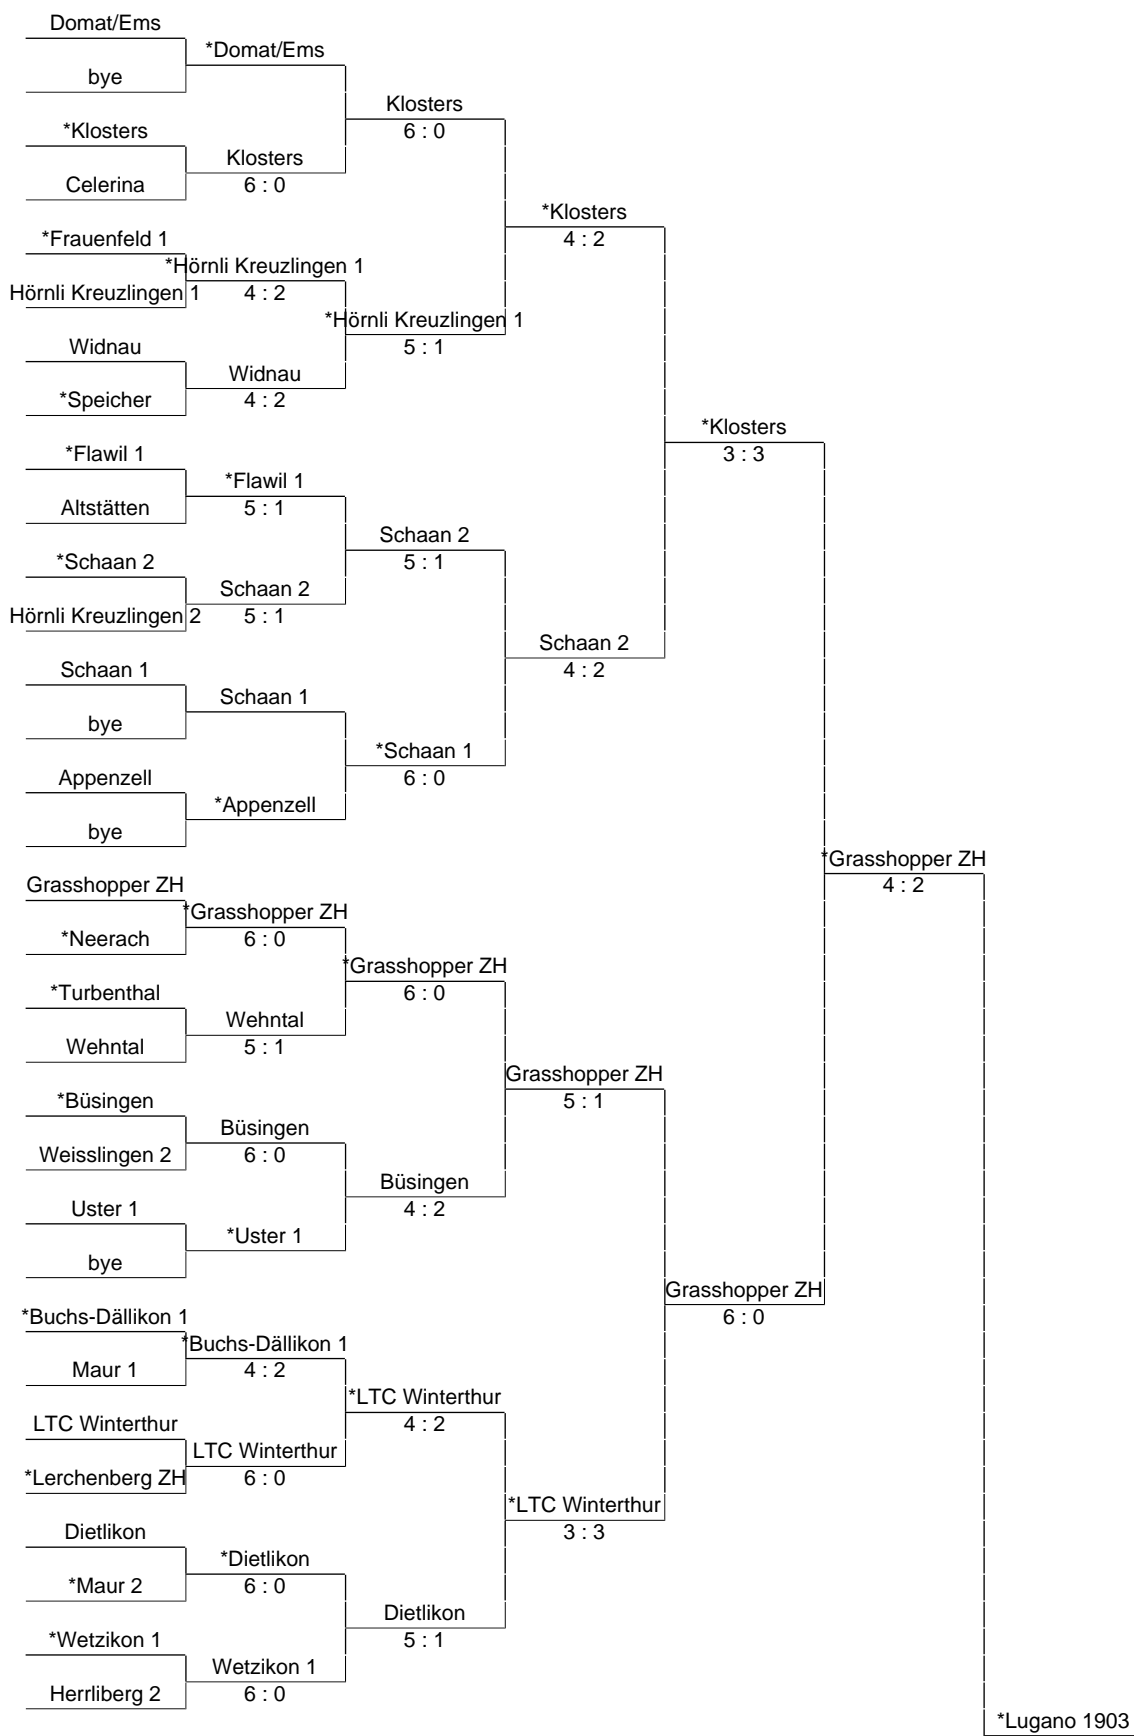 Domat/Ems
*Domat/Ems
bye
Klosters
6 : 0
*Klosters
Klosters
6 : 0
Celerina
*Klosters
4 : 2
*Frauenfeld 1
*Hörnli Kreuzlingen 1
4 : 2
Hörnli Kreuzlingen 1
*Hörnli Kreuzlingen 1
5 : 1
Widnau
Widnau
4 : 2
*Speicher
*Klosters
3 : 3
*Flawil 1
*Flawil 1
5 : 1
Altstätten
Schaan 2
5 : 1
*Schaan 2
Schaan 2
5 : 1
Hörnli Kreuzlingen 2
Schaan 2
4 : 2
Schaan 1
Schaan 1
bye
*Schaan 1
6 : 0
Appenzell
*Appenzell
bye
*Grasshopper ZH
4 : 2
Grasshopper ZH
*Grasshopper ZH
6 : 0
*Neerach
*Grasshopper ZH
6 : 0
*Turbenthal
Wehntal
5 : 1
Wehntal
Grasshopper ZH
5 : 1
*Büsingen
Büsingen
6 : 0
Weisslingen 2
Büsingen
4 : 2
Uster 1
*Uster 1
bye
Grasshopper ZH
6 : 0
*Buchs-Dällikon 1
*Buchs-Dällikon 1
4 : 2
Maur 1
*LTC Winterthur
4 : 2
LTC Winterthur
LTC Winterthur
6 : 0
*Lerchenberg ZH
*LTC Winterthur
3 : 3
Dietlikon
*Dietlikon
6 : 0
*Maur 2
Dietlikon
5 : 1
*Wetzikon 1
Wetzikon 1
6 : 0
Herrliberg 2
*Lugano 1903